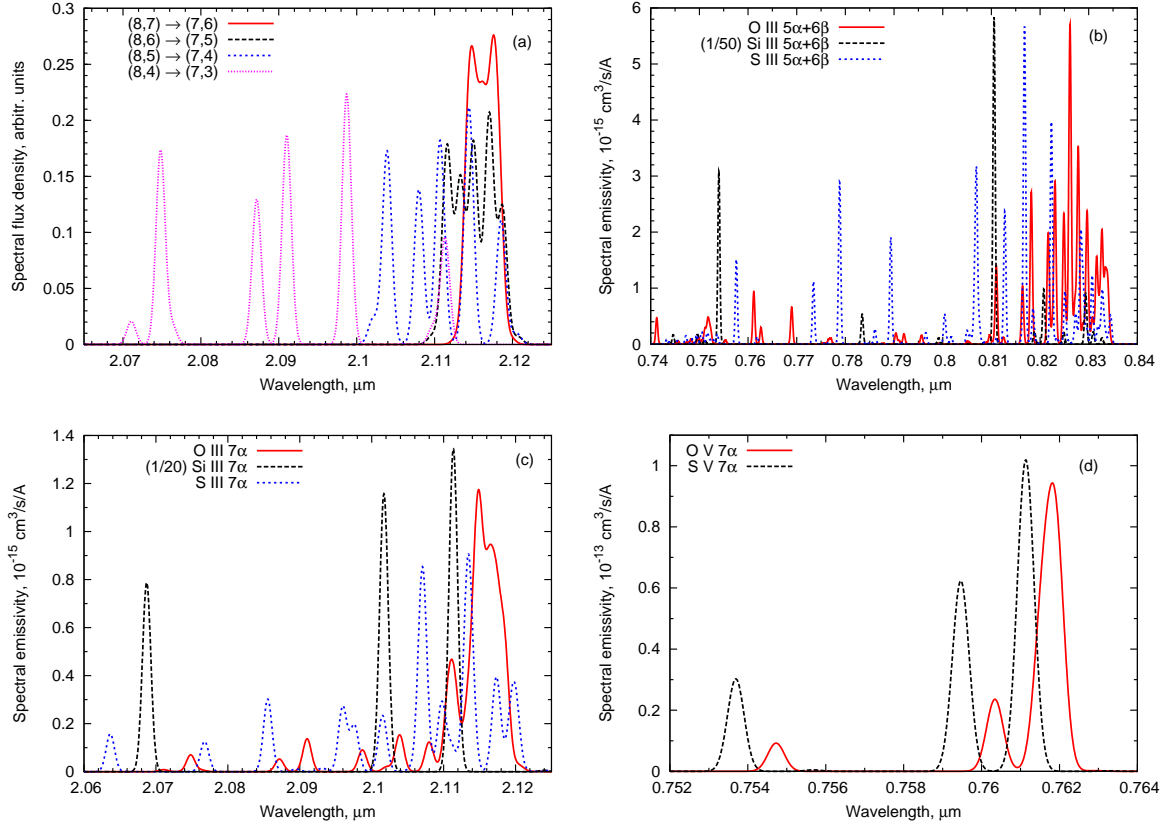 (8,7) → (7,6)
(8,6) → (7,5)
(8,5) → (7,4)
(8,4) → (7,3)
(a)
Spectral flux density, arbitr. units
0.25
0.2
0.15
0.1
0.05
0
2.07 2.08 2.09 2.1 2.11 2.12
Wavelength, μm
O III 5α+6β
(1/50) Si III 5α+6β
S III 5α+6β
(b)
Spectral emissivity, 10⁻¹⁵ cm³/s/A
6
5
4
3
2
1
0
0.74 0.75 0.76 0.77 0.78 0.79 0.8 0.81 0.82 0.83 0.84
Wavelength, μm
O III 7α
(1/20) Si III 7α
S III 7α
(c)
Spectral emissivity, 10⁻¹⁵ cm³/s/A
1.4
1.2
1
0.8
0.6
0.4
0.2
0
2.06 2.07 2.08 2.09 2.1 2.11 2.12
Wavelength, μm
O V 7α
S V 7α
(d)
Spectral emissivity, 10⁻¹³ cm³/s/A
1
0.8
0.6
0.4
0.2
0
0.752 0.754 0.756 0.758 0.76 0.762 0.764
Wavelength, μm